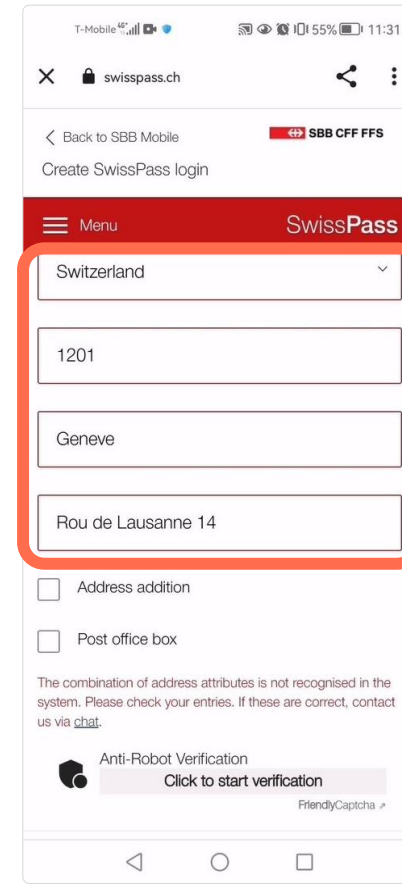 T-Mobile 55% 11:31
swisspass.ch
Back to SBB Mobile
SBB CFF FFS
Create SwissPass login
Menu
SwissPass
Switzerland
1201
Geneve
Rou de Lausanne 14
Address addition
Post office box
The combination of address attributes is not recognised in the
system. Please check your entries. If these are correct, contact
us via chat.
Anti-Robot Verification
Click to start verification
FriendlyCaptcha